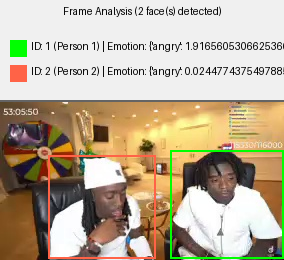 Frame Analysis (2 face(s) detected)
ID: 1 (Person 1) | Emotion: {'angry': 1.9165605306625366
ID: 2 (Person 2) | Emotion: {'angry': 0.0244774375497885
53:05:50